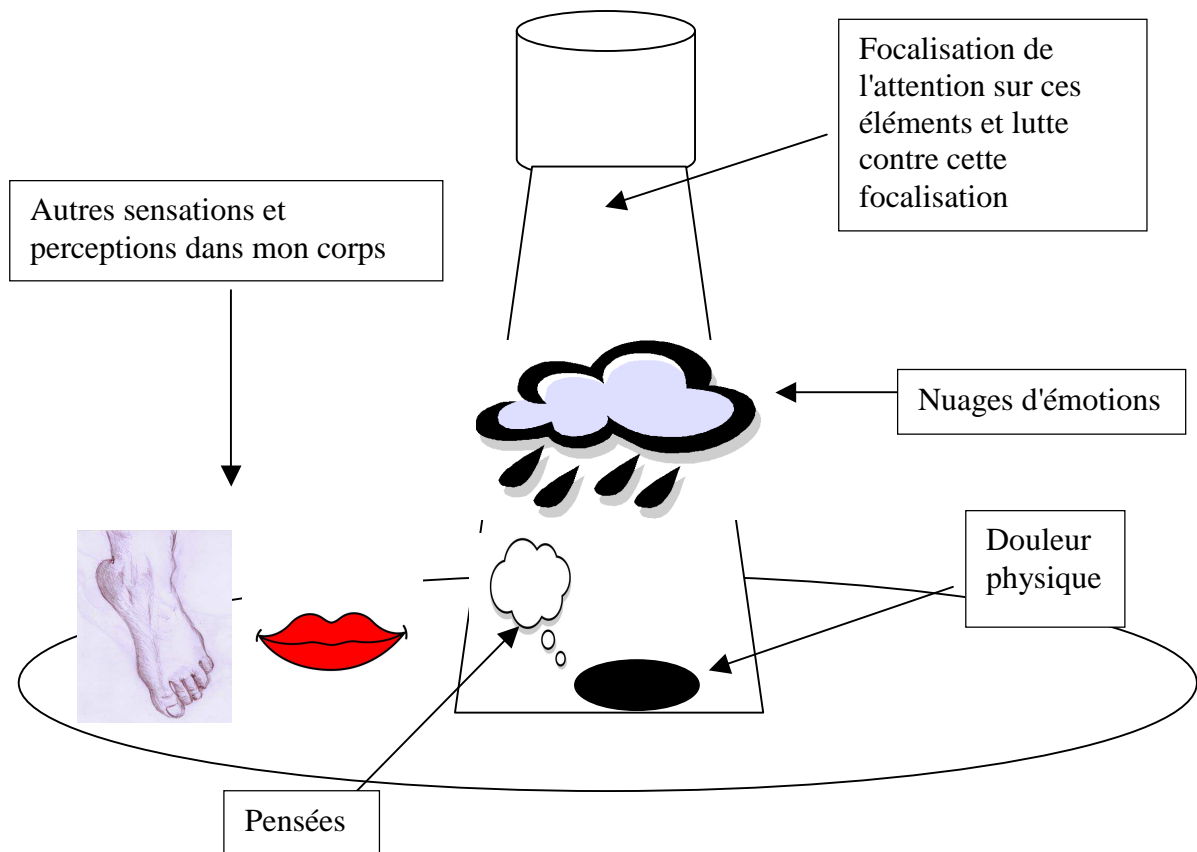 Focalisation de
l'attention sur ces
éléments et lutte
contre cette
focalisation
Autres sensations et
perceptions dans mon corps
Nuages d'émotions
Douleur
physique
Pensées